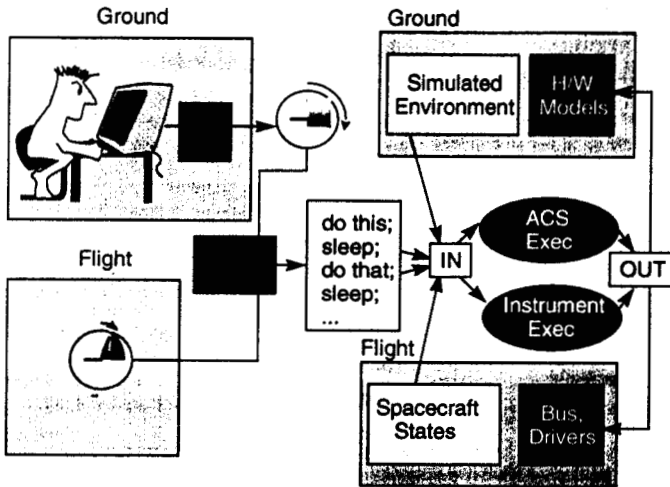 Ground
Flight
do this;
sleep;
do that;
sleep;
...
Ground
Simulated
Environment
H/W
Models
IN
ACS
Exec
Instrument
Exec
OUT
Flight
Spacecraft
States
Bus,
Drivers